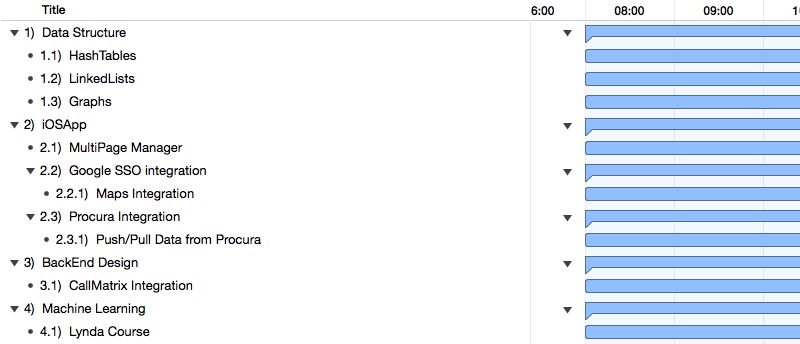 Title 6:00 08:00 09:00
1) Data Structure
1.1) HashTables
1.2) LinkedLists
1.3) Graphs
2) iOSApp
2.1) MultiPage Manager
2.2) Google SSO integration
2.2.1) Maps Integration
2.3) Procura Integration
2.3.1) Push/Pull Data from Procura
3) BackEnd Design
3.1) CallMatrix Integration
4) Machine Learning
4.1) Lynda Course